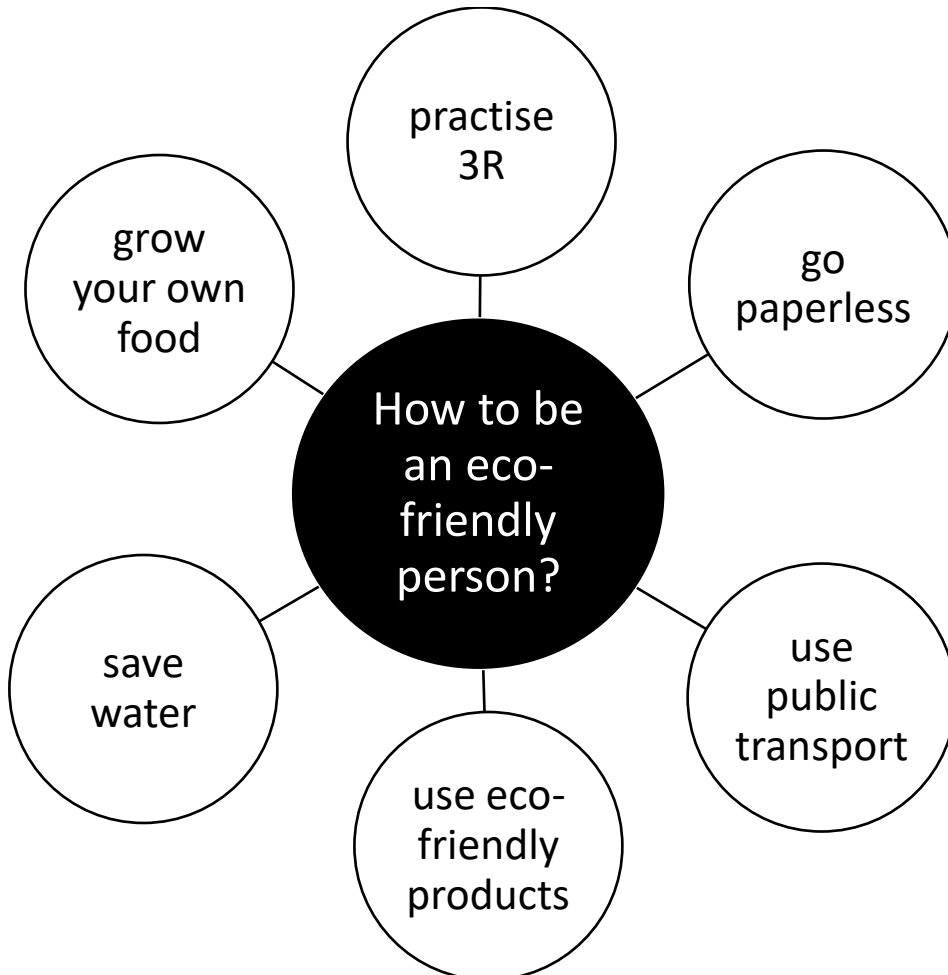 practise
3R
grow
your own
food
go
paperless
How to be
an eco-
friendly
person?
save
water
use
public
transport
use eco-
friendly
products